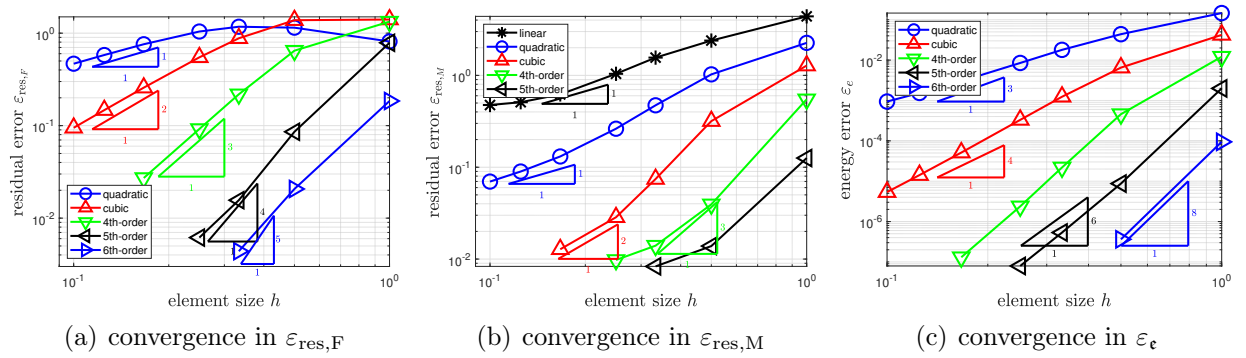 residual error ε_res,F
10^0
10^-1
10^-2
1
1
2
1
3
1
4
1
5
1
quadratic
cubic
4th-order
5th-order
6th-order
10^-1
10^0
element size h
(a) convergence in ε_res,F
residual error ε_res,M
10^0
10^-1
10^-2
linear
quadratic
cubic
4th-order
5th-order
1
1
1
1
2
1
3
1
10^-1
10^0
element size h
(b) convergence in ε_res,M
energy error ε_e
10^-2
10^-4
10^-6
quadratic
cubic
4th-order
5th-order
6th-order
3
1
4
1
6
1
8
1
10^-1
10^0
element size h
(c) convergence in ε_𝔢